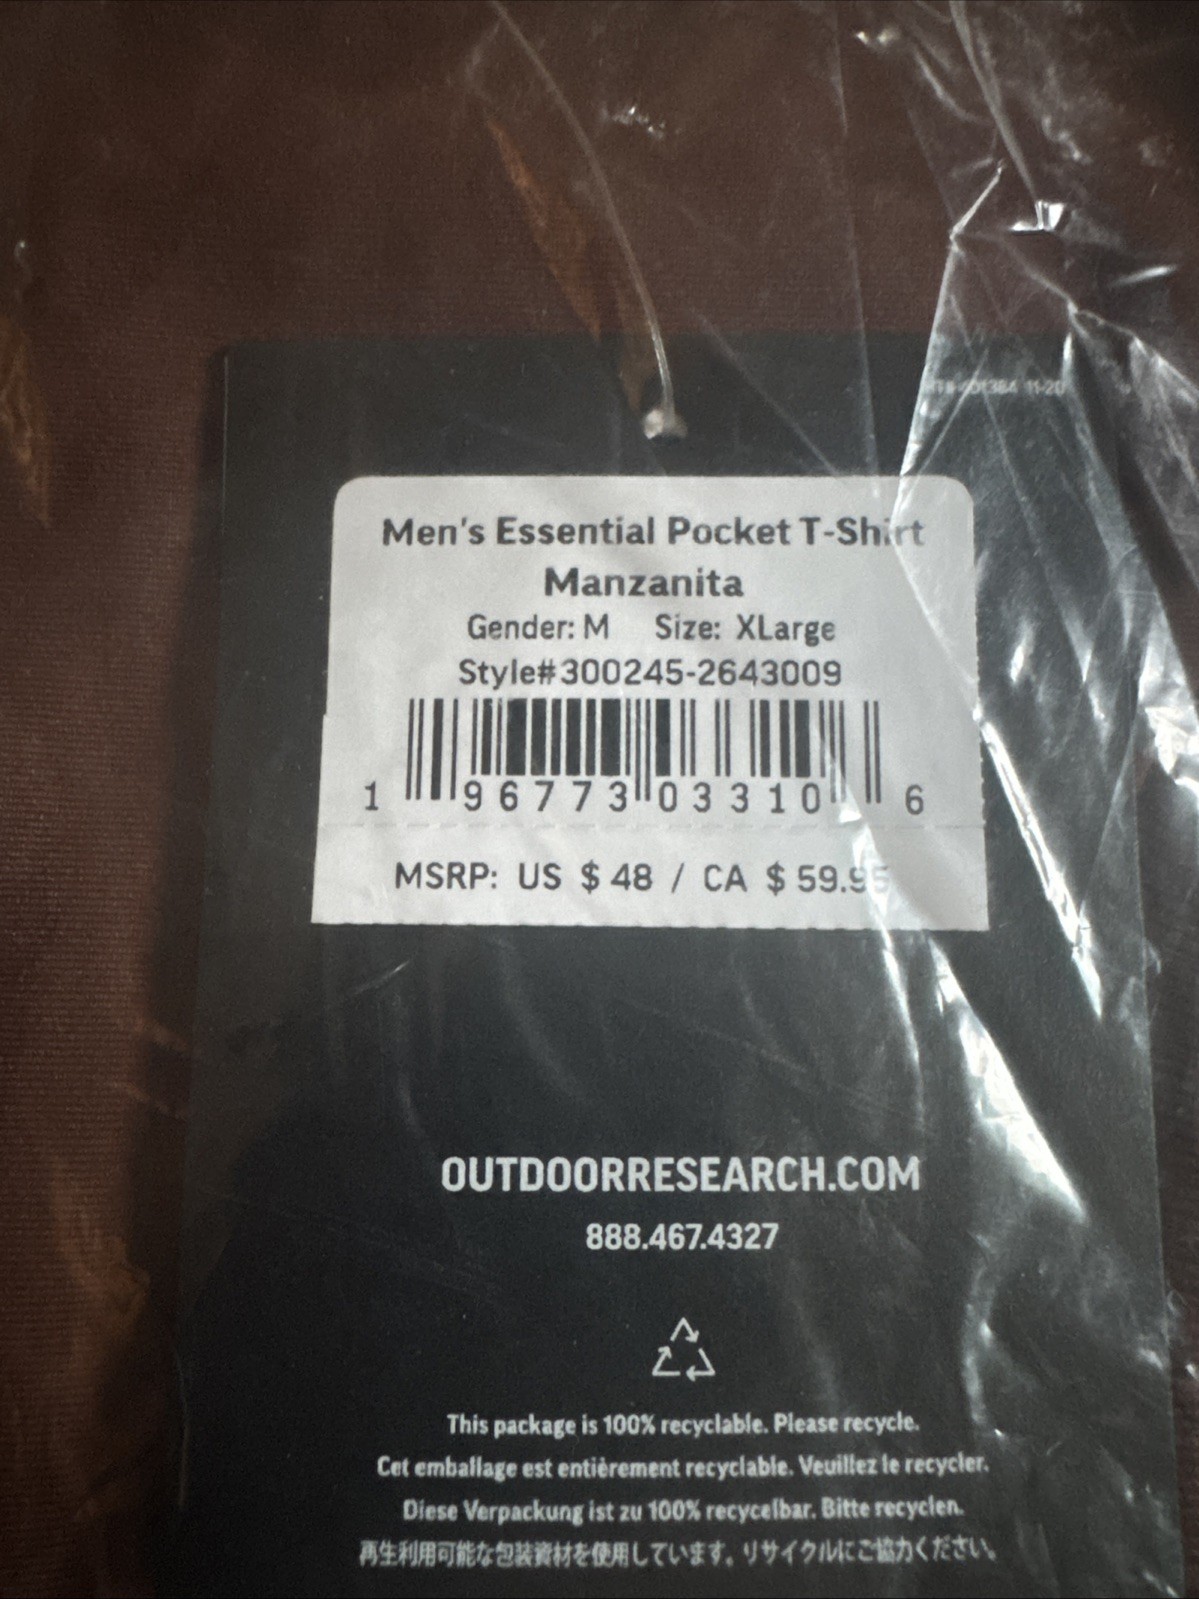 11-20
Men's Essential Pocket T-Shirt
Manzanita
Gender: M Size: XLarge
Style#300245-2643009
1 96773 03310 6
MSRP: US $ 48 / CA $ 59.95
OUTDOORRESEARCH.COM
888.467.4327
This package is 100% recyclable. Please recycle.
Cet emballage est entièrement recyclable. Veuillez le recycler.
Diese Verpackung ist zu 100% recycelbar. Bitte recyclen.
再生利用可能な包装資材を使用しています。リサイクルにご協力ください。